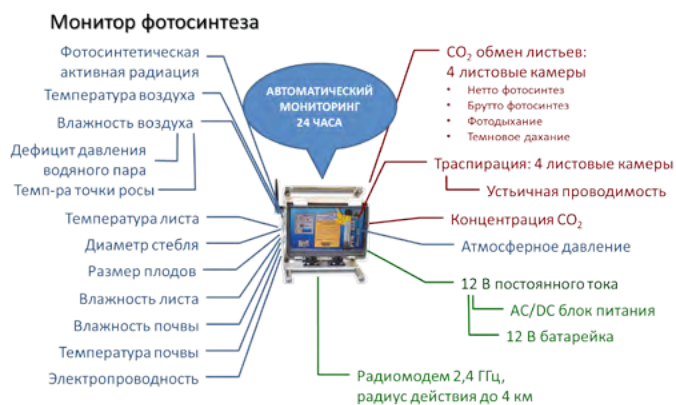 Монитор фотосинтеза
Фотосинтетическая
активная радиация
Температура воздуха
Влажность воздуха
Дефицит давления
водяного пара
Темп-ра точки росы
Температура листа
Диаметр стебля
Размер плодов
Влажность листа
Влажность почвы
Температура почвы
Электропроводность
АВТОМАТИЧЕСКИЙ
МОНИТОРИНГ
24 ЧАСА
CO₂ обмен листьев:
4 листовые камеры
• Нетто фотосинтез
• Брутто фотосинтез
• Фотодыхание
• Темновое дахание
Траспирация: 4 листовые камеры
Устьичная проводимость
Концентрация CO₂
Атмосферное давление
12 В постоянного тока
AC/DC блок питания
12 В батарейка
Радиомодем 2,4 ГГц,
радиус действия до 4 км